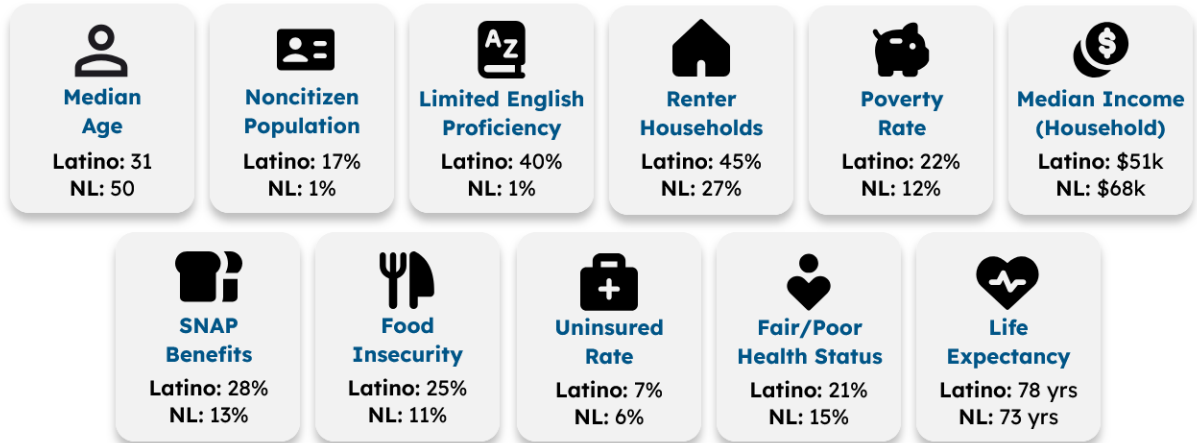 Median
Age
Latino: 31
NL: 50
Noncitizen
Population
Latino: 17%
NL: 1%
AZ
Limited English
Proficiency
Latino: 40%
NL: 1%
Renter
Households
Latino: 45%
NL: 27%
Poverty
Rate
Latino: 22%
NL: 12%
$
Median Income
(Household)
Latino: $51k
NL: $68k
SNAP
Benefits
Latino: 28%
NL: 13%
Food
Insecurity
Latino: 25%
NL: 11%
Uninsured
Rate
Latino: 7%
NL: 6%
Fair/Poor
Health Status
Latino: 21%
NL: 15%
Life
Expectancy
Latino: 78 yrs
NL: 73 yrs